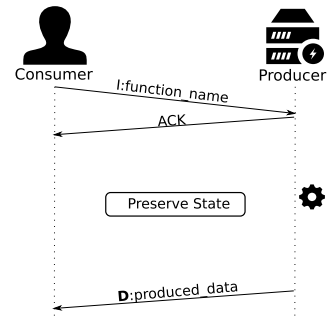 Consumer
Producer
I:function_name
ACK
Preserve State
D:produced_data